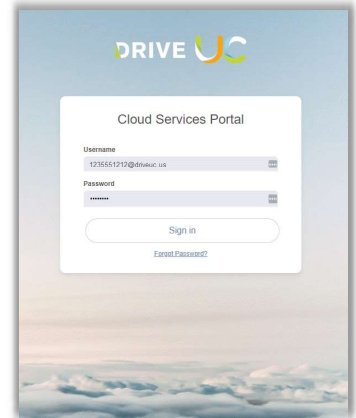 DRIVE UC
Cloud Services Portal
Username
1235551212@driveuc.us
Password
••••••••
Sign in
Forgot Password?